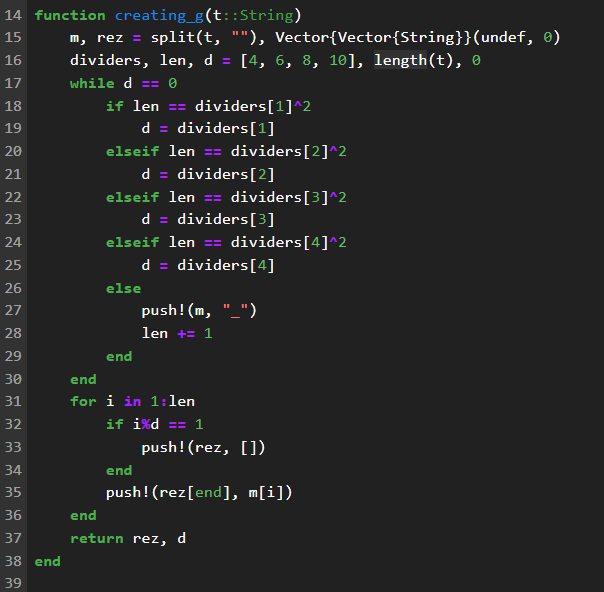 14 function creating_g(t::String)
15     m, rez = split(t, ""), Vector{Vector{String}}(undef, 0)
16     dividers, len, d = [4, 6, 8, 10], length(t), 0
17     while d == 0
18         if len == dividers[1]^2
19             d = dividers[1]
20         elseif len == dividers[2]^2
21             d = dividers[2]
22         elseif len == dividers[3]^2
23             d = dividers[3]
24         elseif len == dividers[4]^2
25             d = dividers[4]
26         else
27             push!(m, "_")
28             len += 1
29         end
30     end
31     for i in 1:len
32         if i%d == 1
33             push!(rez, [])
34         end
35         push!(rez[end], m[i])
36     end
37     return rez, d
38 end
39